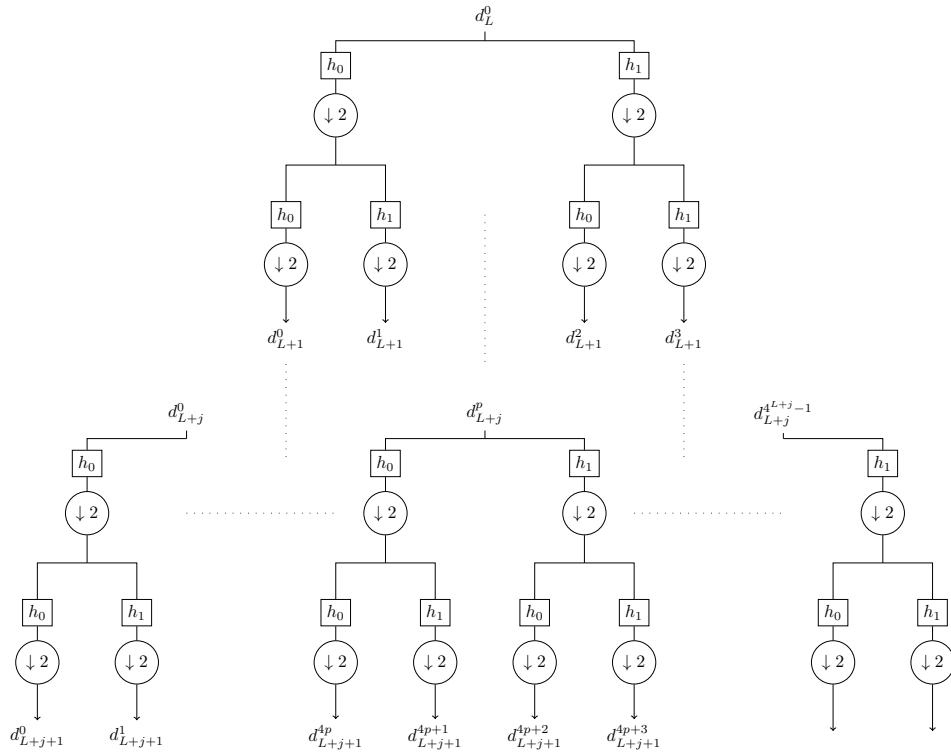 d_L^0
h_0 h_1
↓ 2 ↓ 2
h_0 h_1 h_0 h_1
↓ 2 ↓ 2 ↓ 2 ↓ 2
d_{L+1}^0 d_{L+1}^1 d_{L+1}^2 d_{L+1}^3
d_{L+j}^0 d_{L+j}^p d_{L+j}^{4^{L+j}-1}
h_0 h_0 h_1 h_1
↓ 2 ↓ 2 ↓ 2 ↓ 2
h_0 h_1 h_0 h_1 h_0 h_1 h_0 h_1
↓ 2 ↓ 2 ↓ 2 ↓ 2 ↓ 2 ↓ 2 ↓ 2 ↓ 2
d_{L+j+1}^0 d_{L+j+1}^1 d_{L+j+1}^{4p} d_{L+j+1}^{4p+1} d_{L+j+1}^{4p+2} d_{L+j+1}^{4p+3}